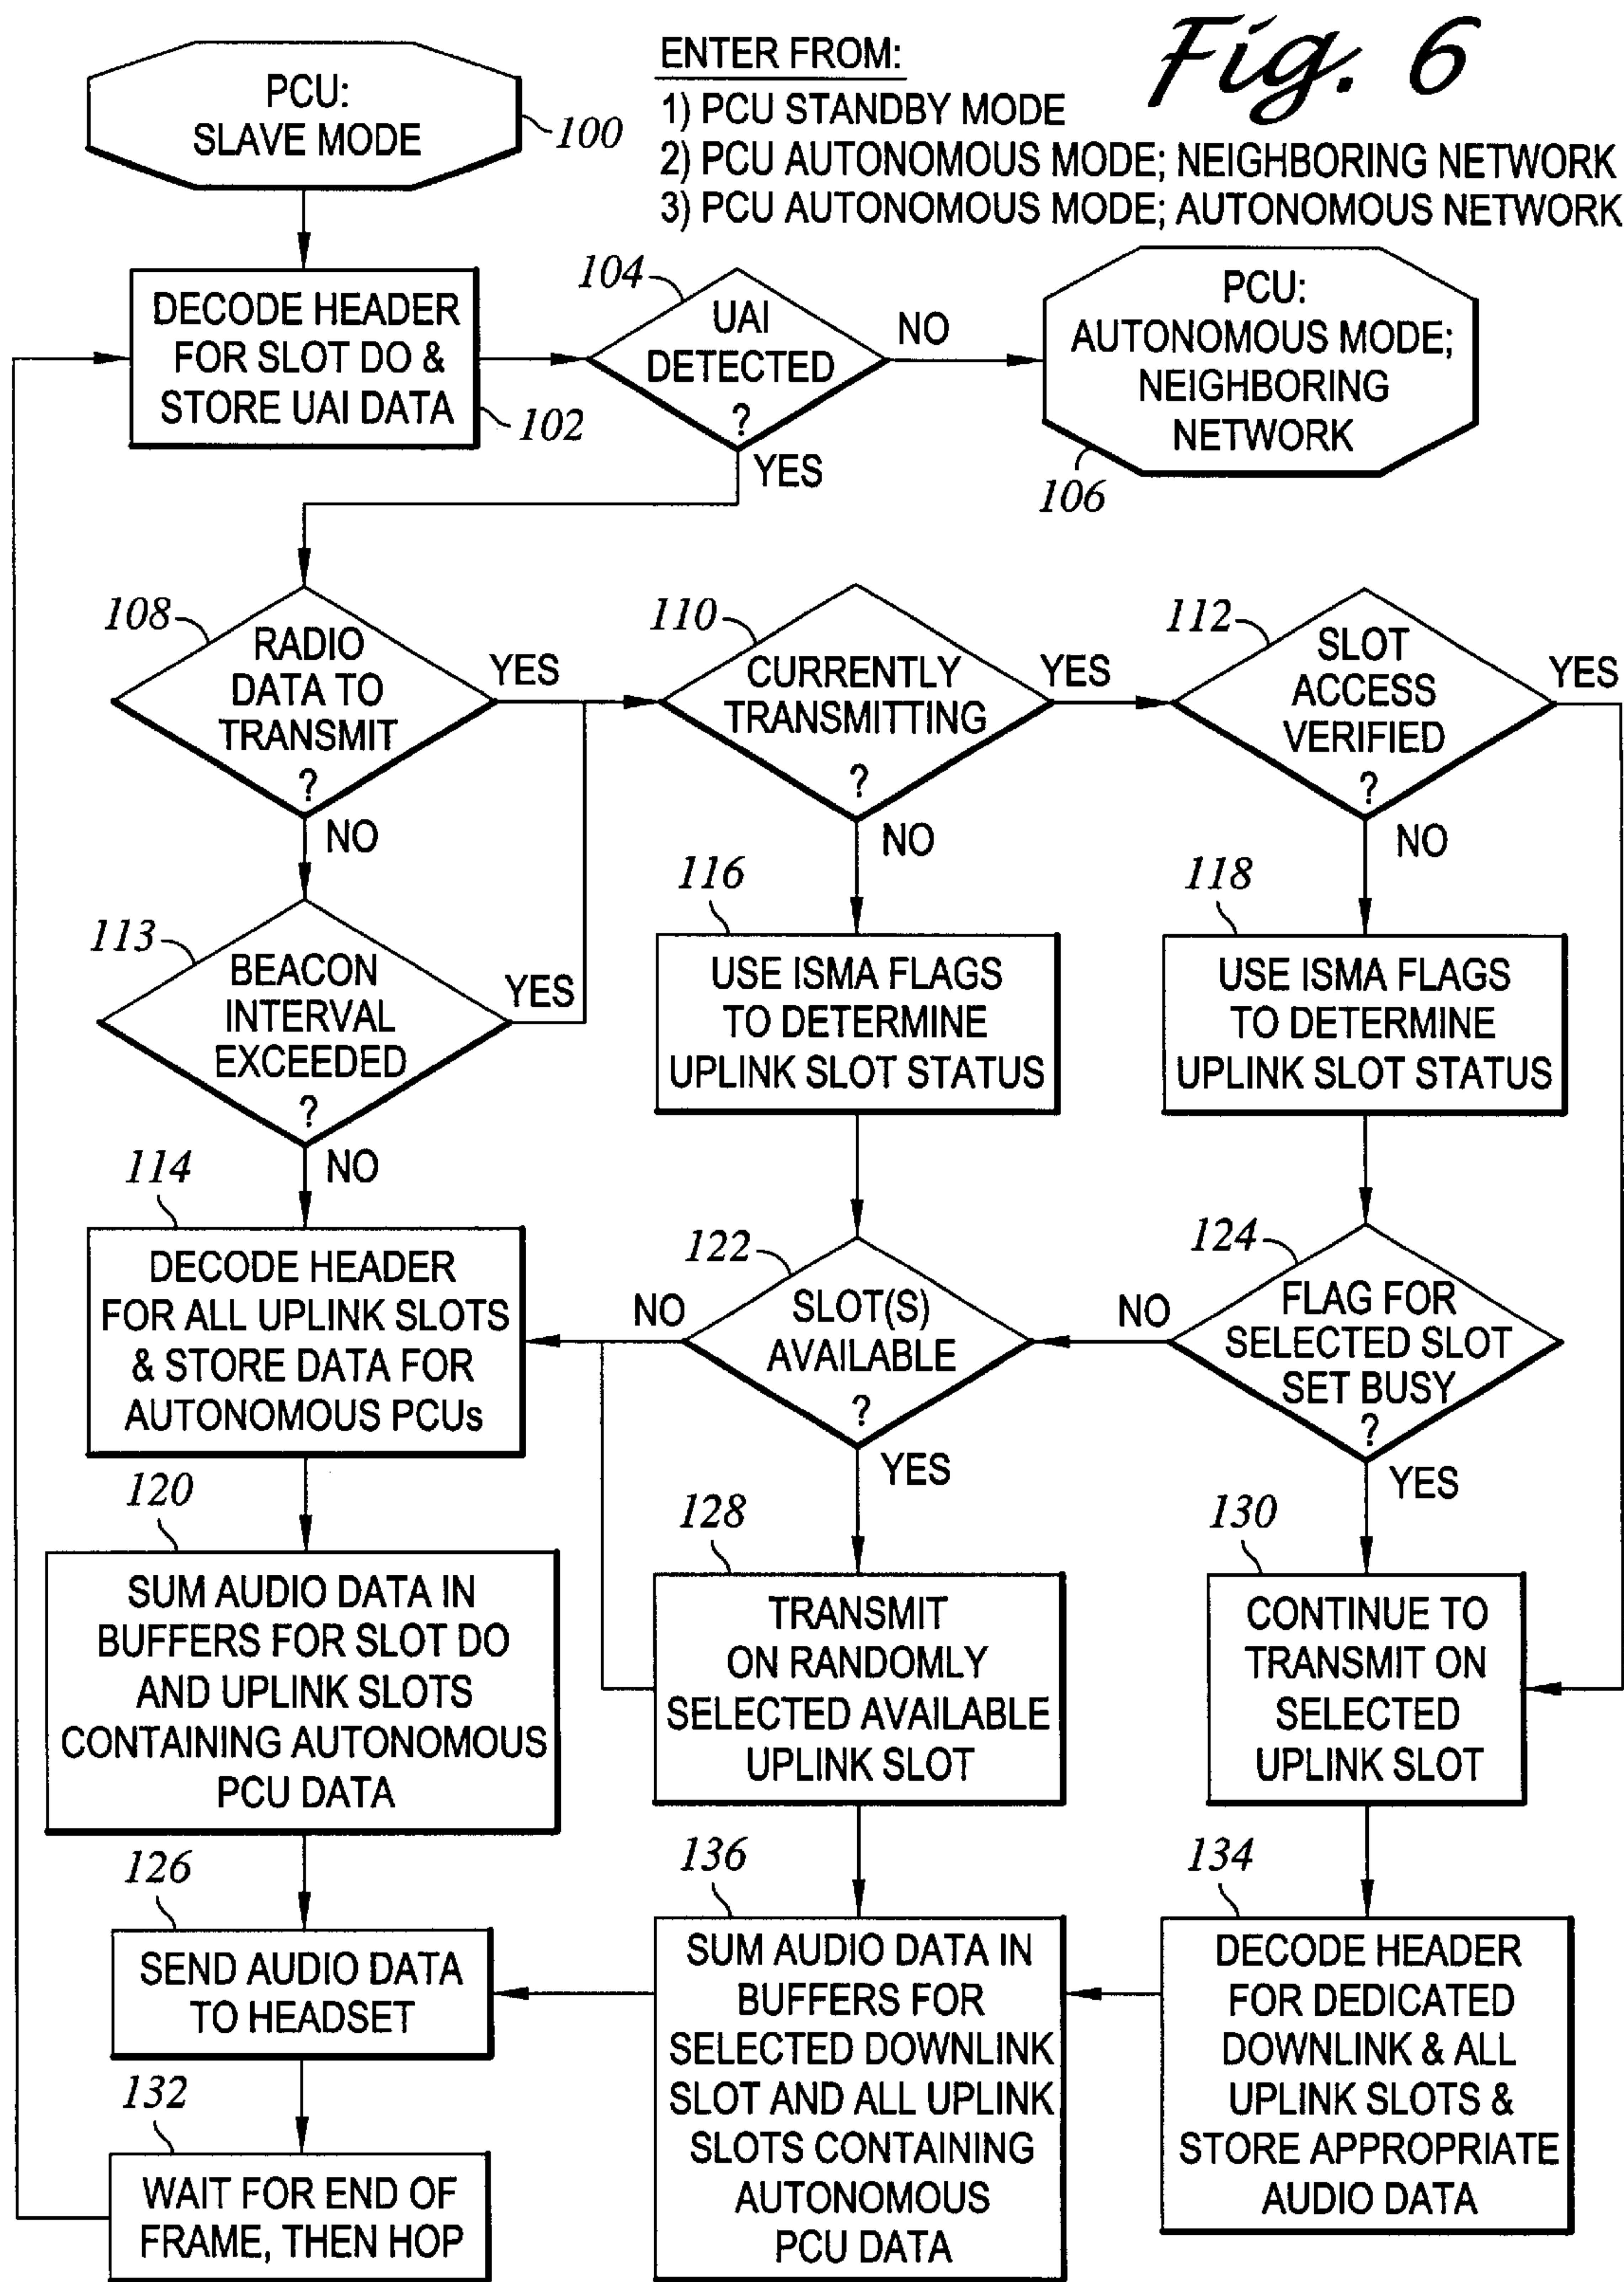 Fig. 6
ENTER FROM:
1) PCU STANDBY MODE
2) PCU AUTONOMOUS MODE; NEIGHBORING NETWORK
3) PCU AUTONOMOUS MODE; AUTONOMOUS NETWORK
PCU:
SLAVE MODE
100
DECODE HEADER
FOR SLOT DO &
STORE UAI DATA
102
104
UAI
DETECTED
?
NO
YES
PCU:
AUTONOMOUS MODE;
NEIGHBORING
NETWORK
106
108
RADIO
DATA TO
TRANSMIT
?
YES
NO
110
CURRENTLY
TRANSMITTING
?
YES
NO
112
SLOT
ACCESS
VERIFIED
?
YES
NO
113
BEACON
INTERVAL
EXCEEDED
?
YES
NO
116
USE ISMA FLAGS
TO DETERMINE
UPLINK SLOT STATUS
118
USE ISMA FLAGS
TO DETERMINE
UPLINK SLOT STATUS
114
DECODE HEADER
FOR ALL UPLINK SLOTS
& STORE DATA FOR
AUTONOMOUS PCUs
122
SLOT(S)
AVAILABLE
?
NO
YES
124
FLAG FOR
SELECTED SLOT
SET BUSY
?
NO
YES
120
SUM AUDIO DATA IN
BUFFERS FOR SLOT DO
AND UPLINK SLOTS
CONTAINING AUTONOMOUS
PCU DATA
128
TRANSMIT
ON RANDOMLY
SELECTED AVAILABLE
UPLINK SLOT
130
CONTINUE TO
TRANSMIT ON
SELECTED
UPLINK SLOT
126
SEND AUDIO DATA
TO HEADSET
136
SUM AUDIO DATA IN
BUFFERS FOR
SELECTED DOWNLINK
SLOT AND ALL UPLINK
SLOTS CONTAINING
AUTONOMOUS
PCU DATA
134
DECODE HEADER
FOR DEDICATED
DOWNLINK & ALL
UPLINK SLOTS &
STORE APPROPRIATE
AUDIO DATA
132
WAIT FOR END OF
FRAME, THEN HOP